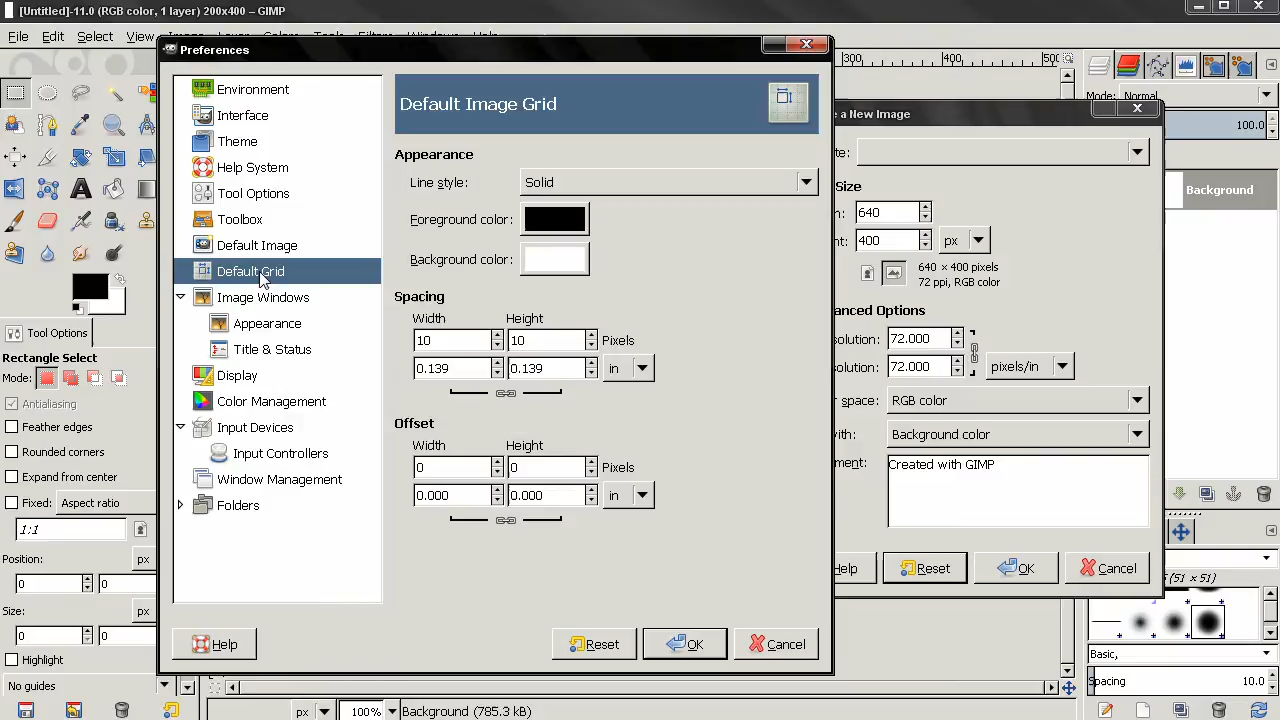 [Untitled]-11.0 (RGB color, 1 layer) 200x400 – GIMP
File Edit Select View
Preferences
Environment
Interface
Theme
Help System
Tool Options
Toolbox
Default Image
Default Grid
Image Windows
Appearance
Title & Status
Display
Color Management
Input Devices
Input Controllers
Window Management
Folders
Default Image Grid
Appearance
Line style: Solid
Foreground color:
Background color:
Spacing
Width Height
10 10 Pixels
0.139 0.139 in
Offset
Width Height
0 0 Pixels
0.000 0.000 in
Help Reset OK Cancel
Tool Options
Rectangle Select
Mode:
Antialiasing
Feather edges
Rounded corners
Expand from center
Fixed: Aspect ratio
1:1
Position: px
0 0
Size: px
0 0
Highlight
No guides
300 400 500
e a New Image
te:
Size
640
400 px
640 × 400 pixels
72 ppi, RGB color
anced Options
solution: 72.000
solution: 72.000 pixels/in
r space: RGB color
with: Background color
ment: Created with GIMP
Help Reset OK Cancel
Mode: Normal
100.0
Background
(51 × 51)
Basic,
Spacing 10.0
px 100% Background (785.3 kB)